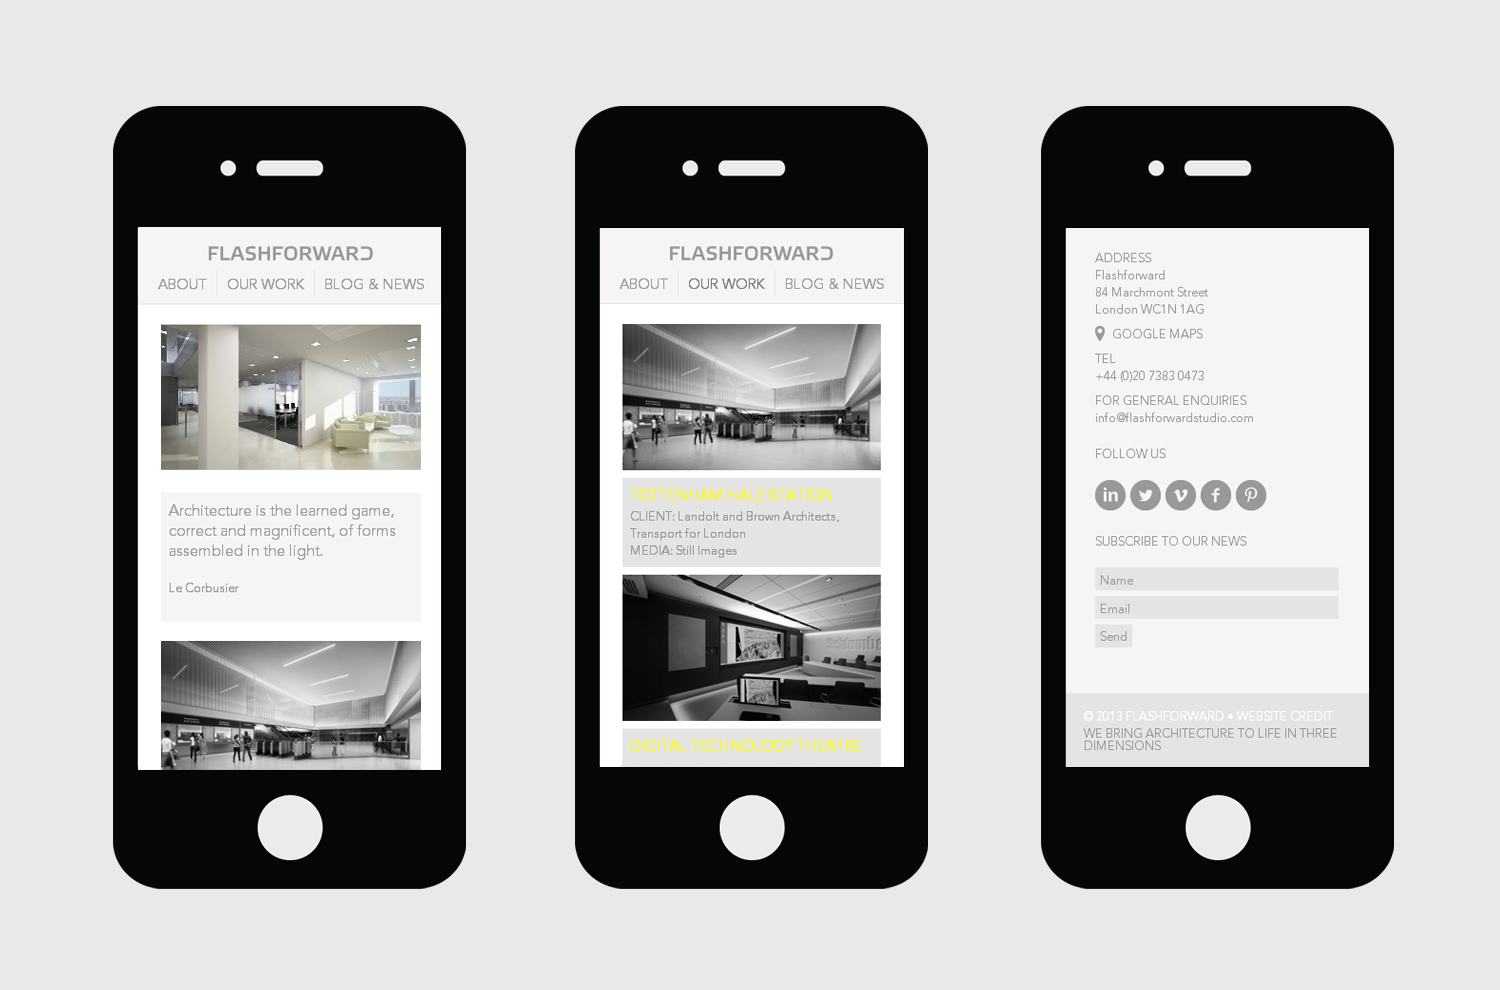 FLASHFORWARD
ABOUT OUR WORK BLOG & NEWS
Architecture is the learned game,
correct and magnificent, of forms
assembled in the light.
Le Corbusier
FLASHFORWARD
ABOUT OUR WORK BLOG & NEWS
TOTTENHAM HALL STATION
CLIENT: Landolt and Brown Architects,
Transport for London
MEDIA: Still Images
DIGITAL TECHNOLOGY THEATRE
ADDRESS
Flashforward
84 Marchmont Street
London WC1N 1AG
GOOGLE MAPS
TEL
+44 (0)20 7383 0473
FOR GENERAL ENQUIRIES
info@flashforwardstudio.com
FOLLOW US
in
f
SUBSCRIBE TO OUR NEWS
Name
Email
Send
© 2013 FLASHFORWARD • WEBSITE CREDIT
WE BRING ARCHITECTURE TO LIFE IN THREE
DIMENSIONS